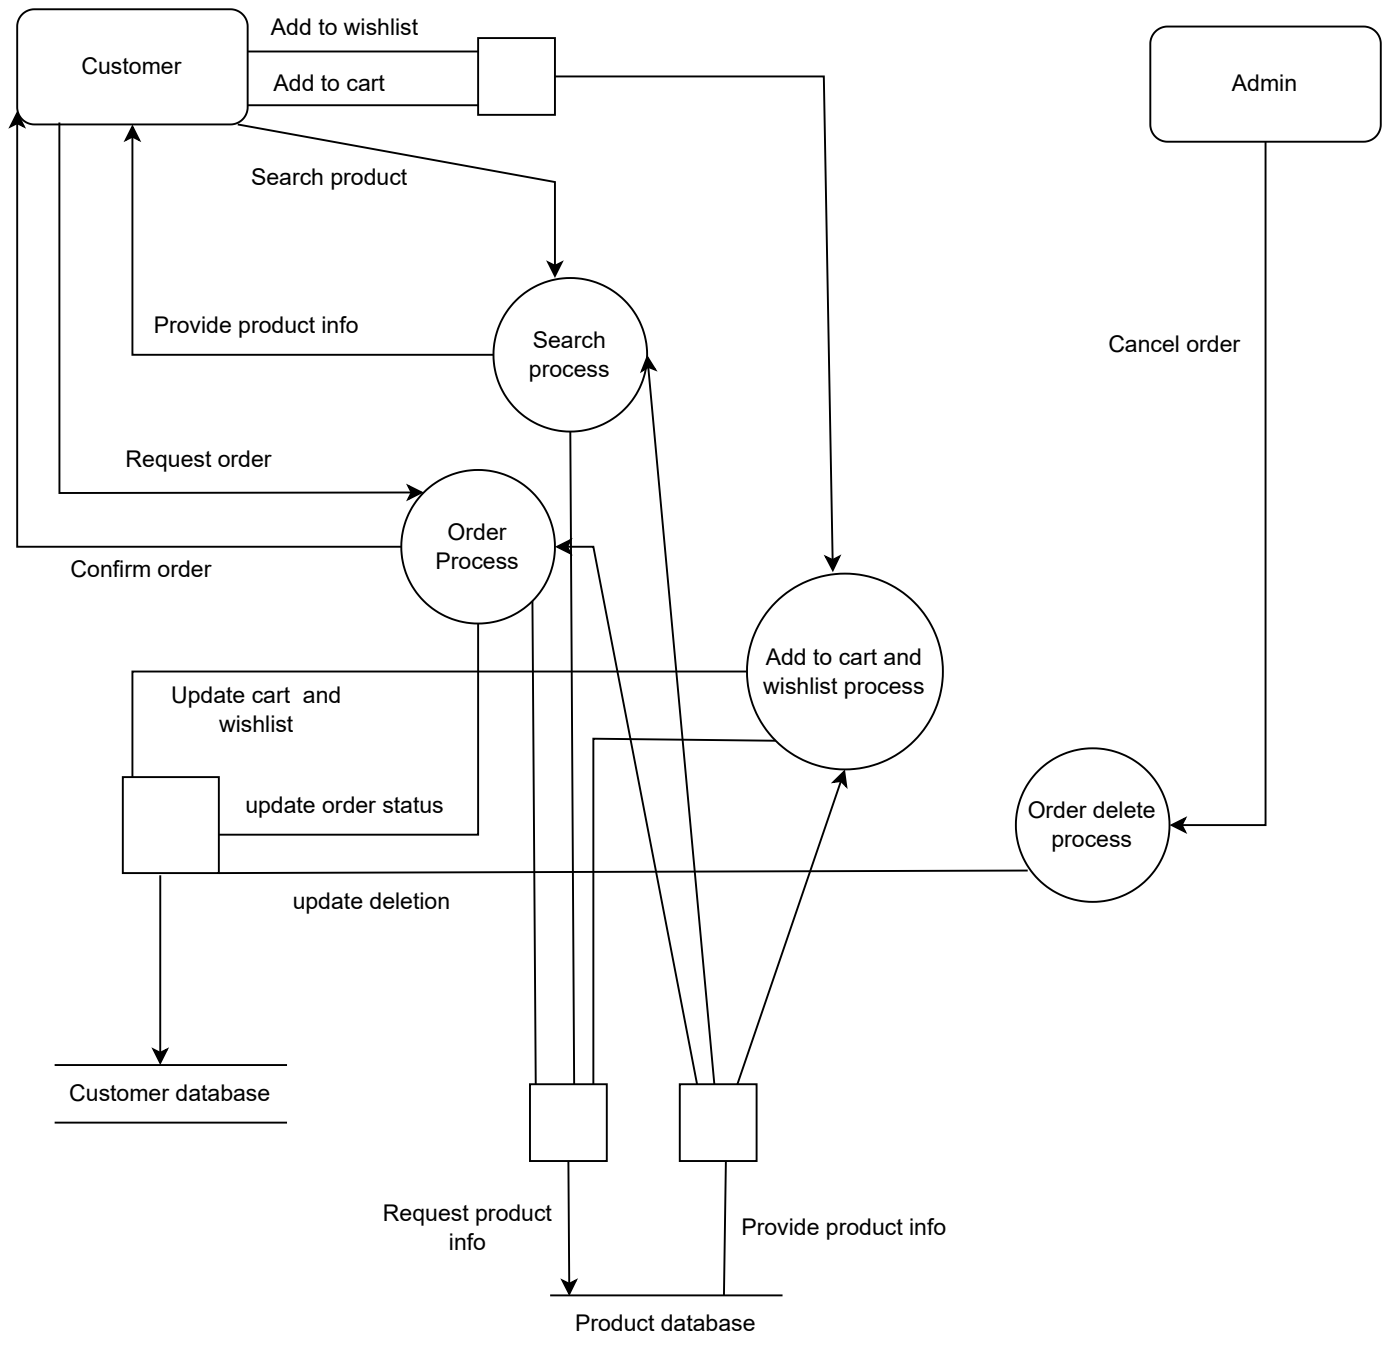 Add to wishlist
Customer
Add to cart
Admin
Search product
Provide product info
Search
process
Cancel order
Request order
Order
Process
Confirm order
Add to cart and
wishlist process
Update cart  and
wishlist
update order status
Order delete
process
update deletion
Customer database
Request product
info
Provide product info
Product database